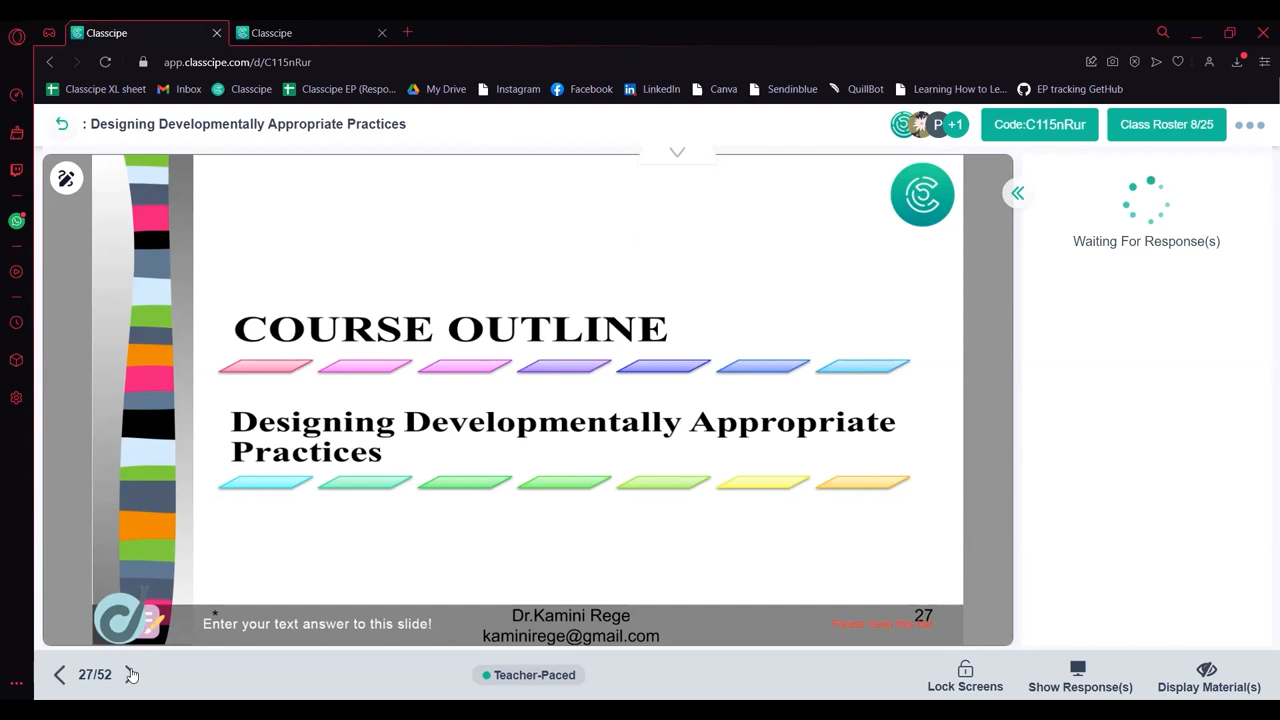 Classcipe
Classcipe
app.classcipe.com/d/C115nRur
Classcipe XL sheet
Inbox
Classcipe
Classcipe EP (Respo...
My Drive
Instagram
Facebook
LinkedIn
Canva
Sendinblue
QuillBot
Learning How to Le...
EP tracking GetHub
: Designing Developmentally Appropriate Practices
P
+1
Code:C115nRur
Class Roster 8/25
Waiting For Response(s)
COURSE OUTLINE
Designing Developmentally Appropriate
Practices
*
Dr.Kamini Rege
27
Enter your text answer to this slide!
kaminirege@gmail.com
27/52
Teacher-Paced
Lock Screens
Show Response(s)
Display Material(s)